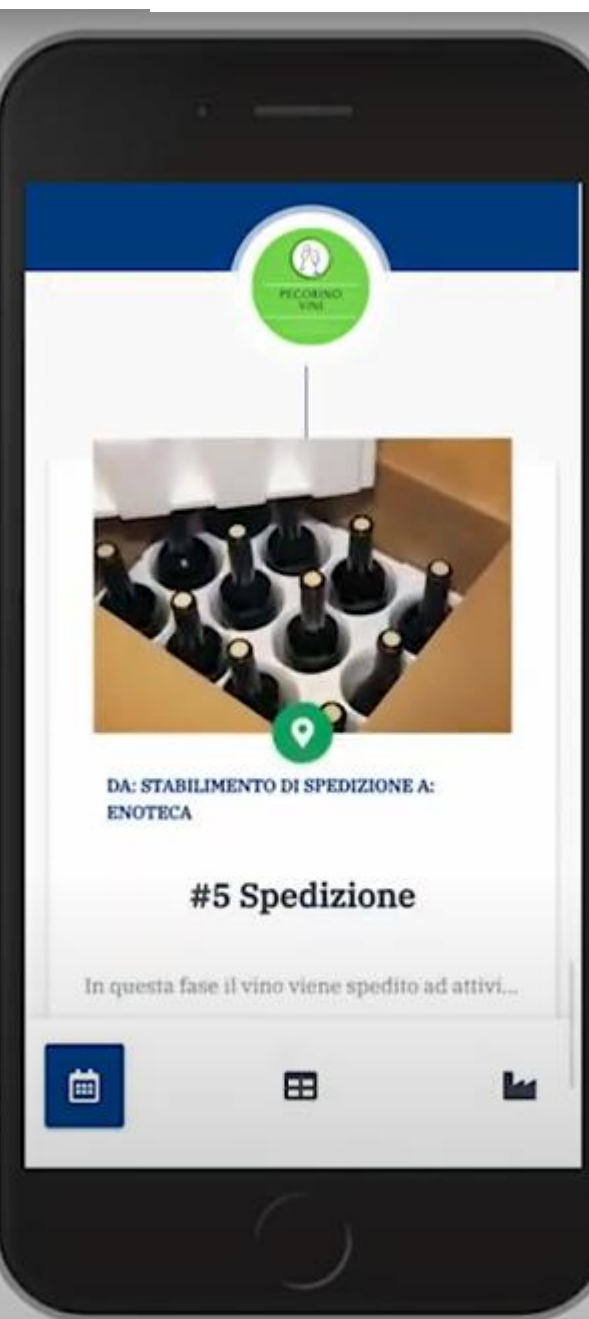 PECORINO
VINI
DA: STABILIMENTO DI SPEDIZIONE A:
ENOTECA
#5 Spedizione
In questa fase il vino viene spedito ad attivi...